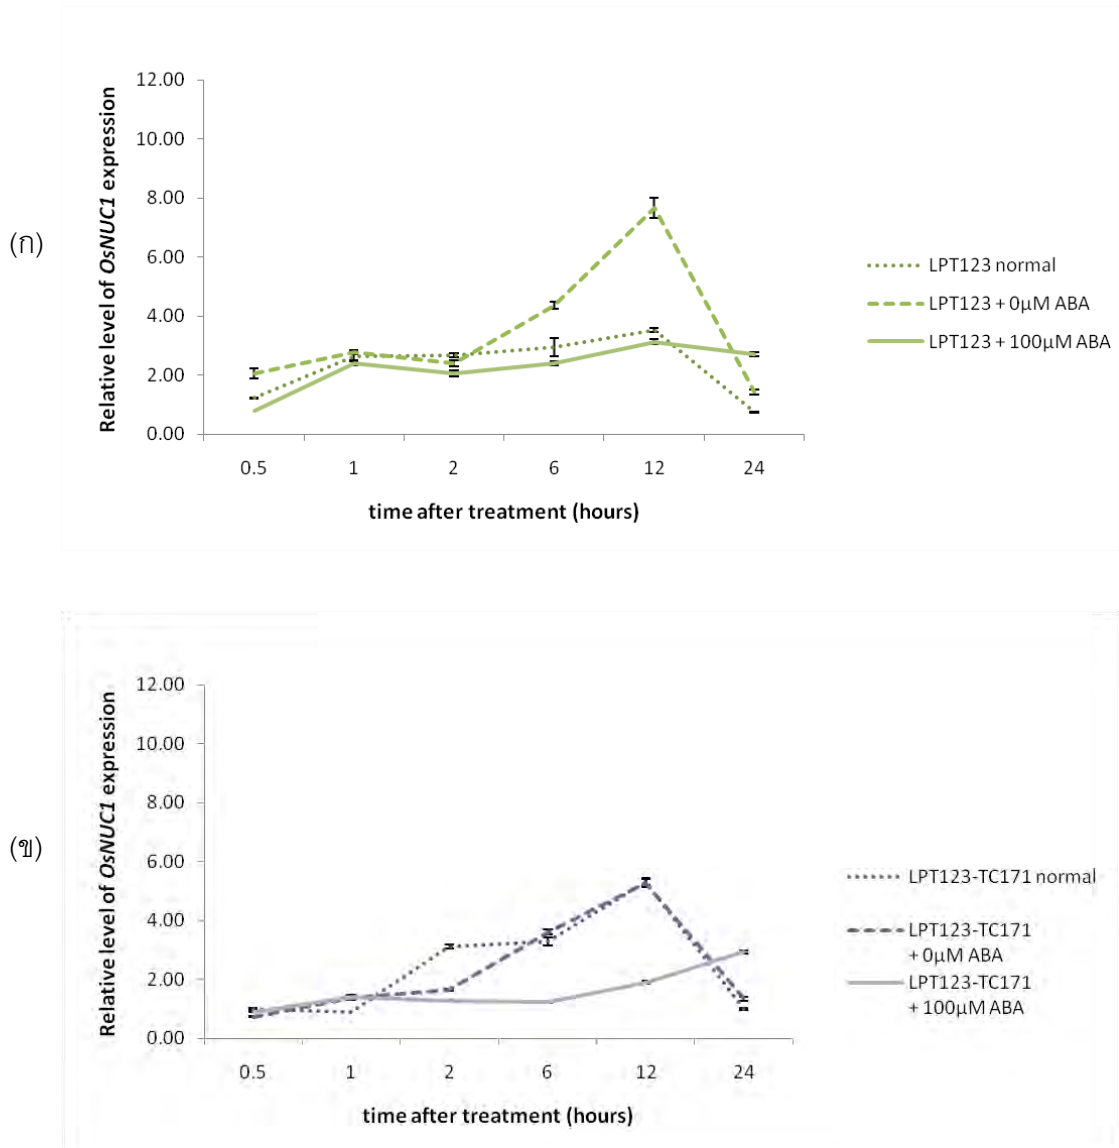 (ก)
Relative level of OsNUC1 expression
12.00
10.00
8.00
6.00
4.00
2.00
0.00
0.5 1 2 6 12 24
time after treatment (hours)
LPT123 normal
LPT123 + 0µM ABA
LPT123 + 100µM ABA
(ข)
Relative level of OsNUC1 expression
12.00
10.00
8.00
6.00
4.00
2.00
0.00
0.5 1 2 6 12 24
time after treatment (hours)
LPT123-TC171 normal
LPT123-TC171
+ 0µM ABA
LPT123-TC171
+ 100µM ABA